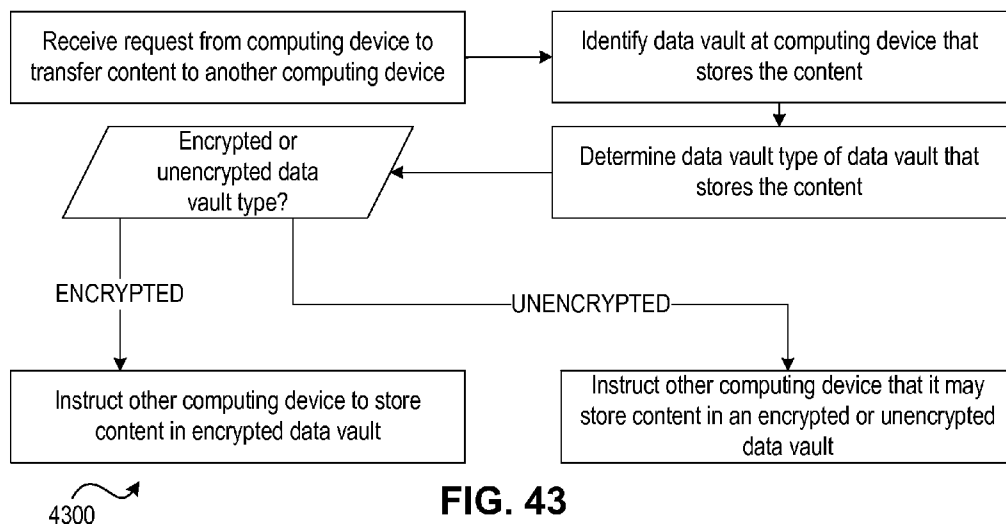 Receive request from computing device to
transfer content to another computing device
Identify data vault at computing device that
stores the content
Determine data vault type of data vault that
stores the content
Encrypted or
unencrypted data
vault type?
ENCRYPTED
UNENCRYPTED
Instruct other computing device to store
content in encrypted data vault
Instruct other computing device that it may
store content in an encrypted or unencrypted
data vault
4300
FIG. 43